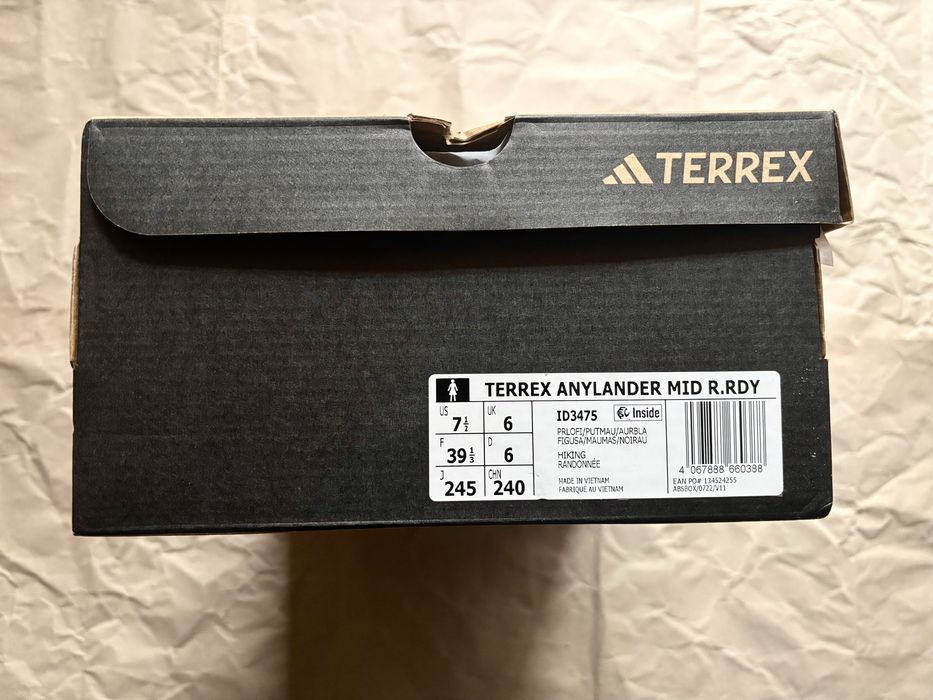 TERREX
TERREX ANYLANDER MID R.RDY
US 7½ UK 6
F 39⅓ D 6
J 245 CHN 240
ID3475 Inside
PRLOFI/PUTMAU/AURBLA
FIGUSA/MAUMAS/NOIRAU
HIKING
RANDONNÉE
MADE IN VIETNAM
FABRIQUÉ AU VIETNAM
4 067888 660388
EAN PO# 134524255
ABSBOX/0722/V11